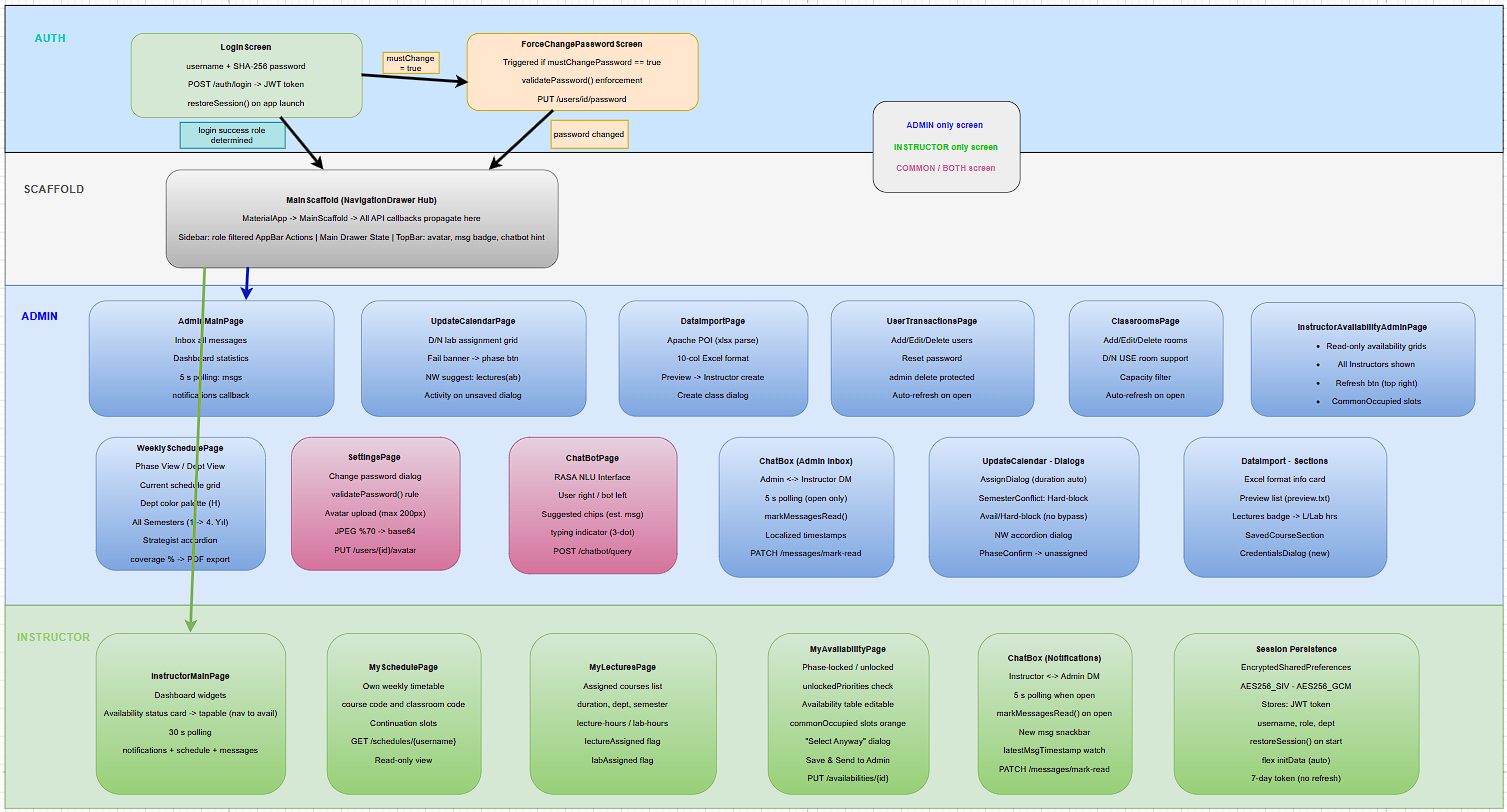 AUTH
LoginScreen
username + SHA-256 password
POST /auth/login -> JWT token
restoreSession() on app launch
mustChange
= true
ForceChangePasswordScreen
Triggered if mustChangePassword == true
validatePassword() enforcement
PUT /users/id/password
login success role
determined
password changed
ADMIN only screen
INSTRUCTOR only screen
COMMON / BOTH screen
SCAFFOLD
MainScaffold (NavigationDrawer Hub)
MaterialApp -> MainScaffold -> All API callbacks propagate here
Sidebar: role filtered AppBar Actions | Main Drawer State | TopBar: avatar, msg badge, chatbot hint
ADMIN
AdminMainPage
Inbox all messages
Dashboard statistics
5 s polling: msgs
notifications callback
UpdateCalendarPage
D/N lab assignment grid
Fail banner -> phase btn
NW suggest: lectures(ab)
Activity on unsaved dialog
DataImportPage
Apache POI (xlsx parse)
10-col Excel format
Preview -> Instructor create
Create class dialog
UserTransactionsPage
Add/Edit/Delete users
Reset password
admin delete protected
Auto-refresh on open
ClassroomsPage
Add/Edit/Delete rooms
D/N USE room support
Capacity filter
Auto-refresh on open
InstructorAvailabilityAdminPage
• Read-only availability grids
• All Instructors shown
• Refresh btn (top right)
• CommonOccupied slots
WeeklySchedulePage
Phase View / Dept View
Current schedule grid
Dept color palette (H)
All Semesters (1 -> 4. Yıl)
Strategist accordion
coverage % -> PDF export
SettingsPage
Change password dialog
validatePassword() rule
Avatar upload (max 200px)
JPEG %70 -> base64
PUT /users/{id}/avatar
ChatBotPage
RASA NLU Interface
User right / bot left
Suggested chips (est. msg)
typing indicator (3-dot)
POST /chatbot/query
ChatBox (Admin Inbox)
Admin <-> Instructor DM
5 s polling (open only)
markMessagesRead()
Localized timestamps
PATCH /messages/mark-read
UpdateCalendar - Dialogs
AssignDialog (duration auto)
SemesterConflict: Hard-block
Avail/Hard-block (no bypass)
NW accordion dialog
PhaseConfirm -> unassigned
DataImport - Sections
Excel format info card
Preview list (preview.txt)
Lectures badge -> L/Lab hrs
SavedCourseSection
CredentialsDialog (new)
INSTRUCTOR
InstructorMainPage
Dashboard widgets
Availability status card -> tapable (nav to avail)
30 s polling
notifications + schedule + messages
MySchedulePage
Own weekly timetable
course code and classroom code
Continuation slots
GET /schedules/{username}
Read-only view
MyLecturesPage
Assigned courses list
duration, dept, semester
lecture-hours / lab-hours
lectureAssigned flag
labAssigned flag
MyAvailabilityPage
Phase-locked / unlocked
unlockedPriorities check
Availability table editable
commonOccupied slots orange
"Select Anyway" dialog
Save & Send to Admin
PUT /availabilities/{id}
ChatBox (Notifications)
Instructor <-> Admin DM
5 s polling when open
markMessagesRead() on open
New msg snackbar
latestMsgTimestamp watch
PATCH /messages/mark-read
Session Persistence
EncryptedSharedPreferences
AES256_SIV - AES256_GCM
Stores: JWT token
username, role, dept
restoreSession() on start
flex initData (auto)
7-day token (no refresh)